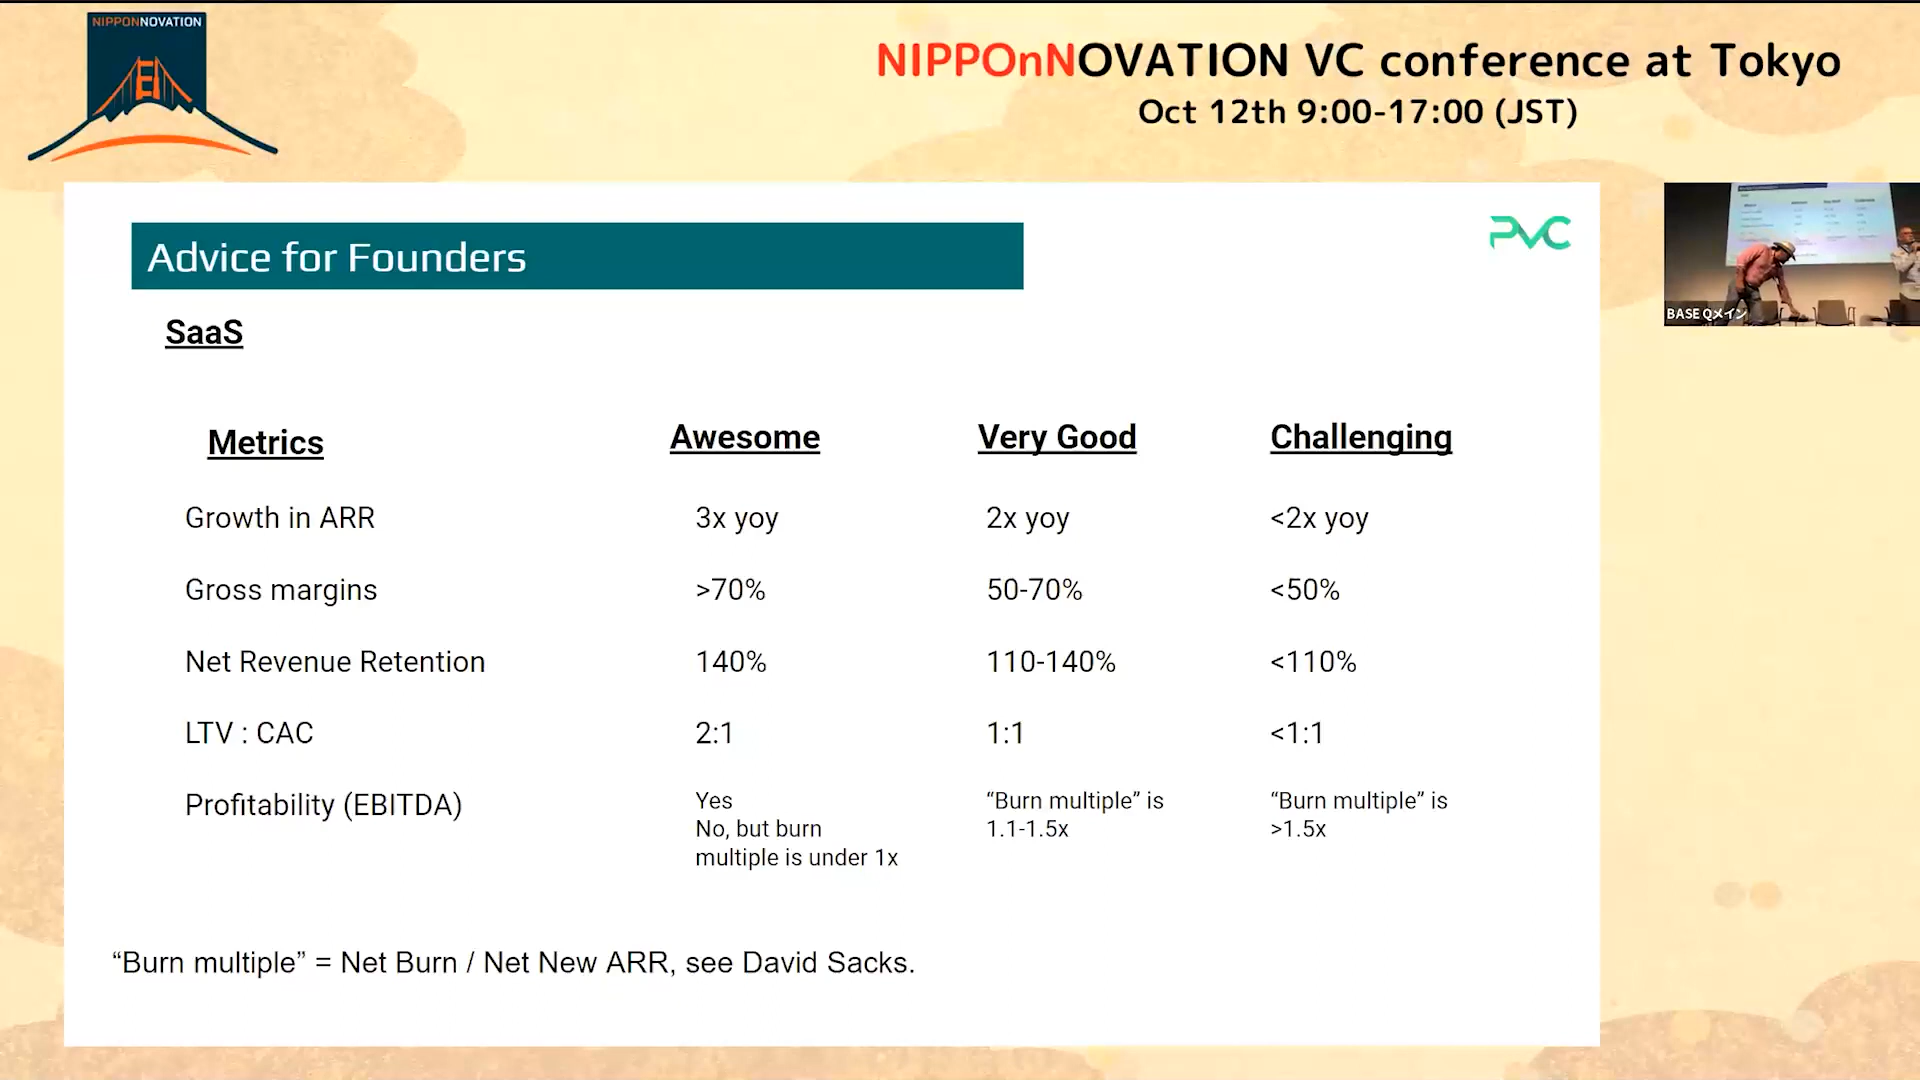 NIPPONNOVATION
NIPPOnNOVATION VC conference at Tokyo
Oct 12th 9:00-17:00 (JST)
Advice for Founders
PVC
SaaS
Metrics Awesome Very Good Challenging
Growth in ARR 3x yoy 2x yoy <2x yoy
Gross margins >70% 50-70% <50%
Net Revenue Retention 140% 110-140% <110%
LTV : CAC 2:1 1:1 <1:1
Profitability (EBITDA) Yes “Burn multiple” is “Burn multiple” is
No, but burn 1.1-1.5x >1.5x
multiple is under 1x
“Burn multiple” = Net Burn / Net New ARR, see David Sacks.
BASE Qメイン